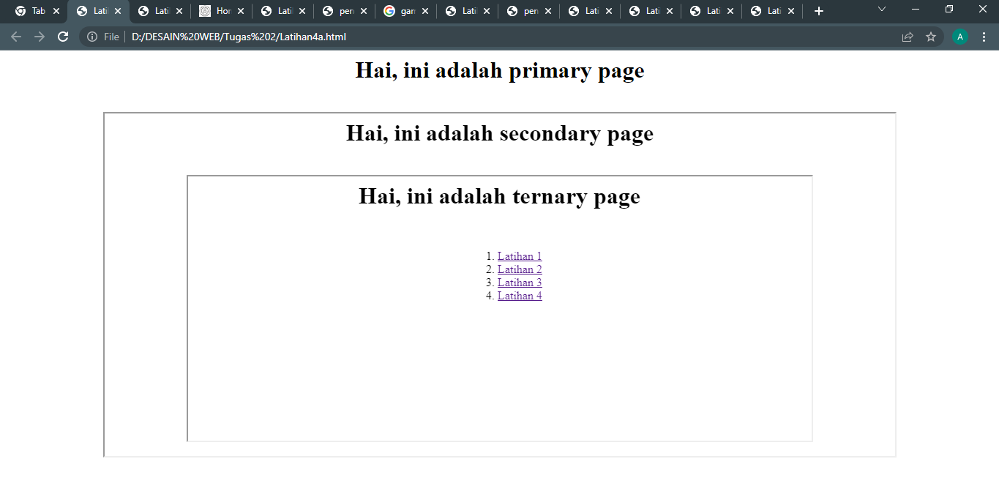 Tab Lati Lati Hor Lati pen gam Lati pen Lati Lati Lati Lati
File D:/DESAIN%20WEB/Tugas%202/Latihan4a.html A
Hai, ini adalah primary page
Hai, ini adalah secondary page
Hai, ini adalah ternary page
1. Latihan 1
2. Latihan 2
3. Latihan 3
4. Latihan 4